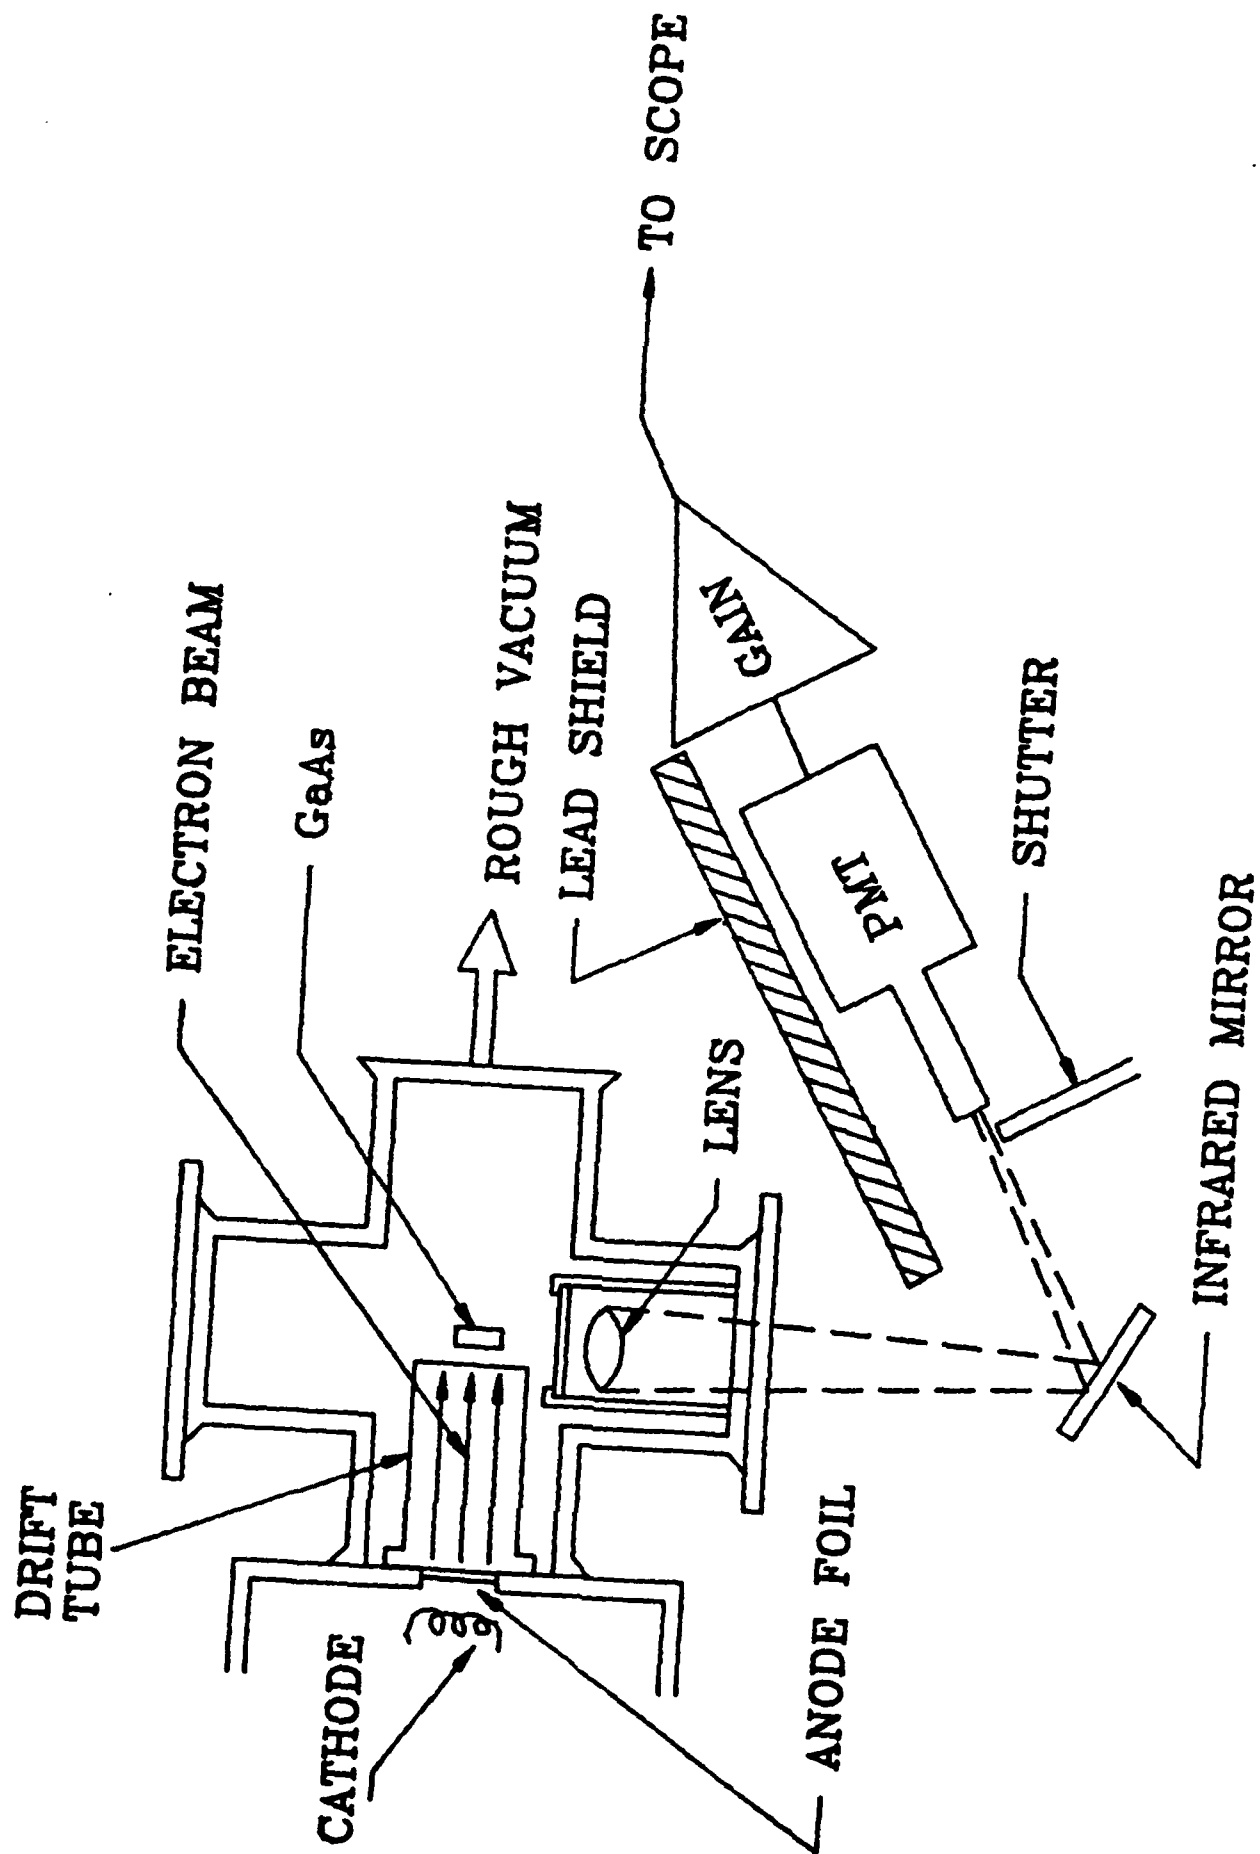 DRIFT
TUBE
ELECTRON BEAM
GaAs
CATHODE
ROUGH VACUUM
LEAD SHIELD
TO SCOPE
LENS
GAIN
PMT
ANODE FOIL
SHUTTER
INFRARED MIRROR